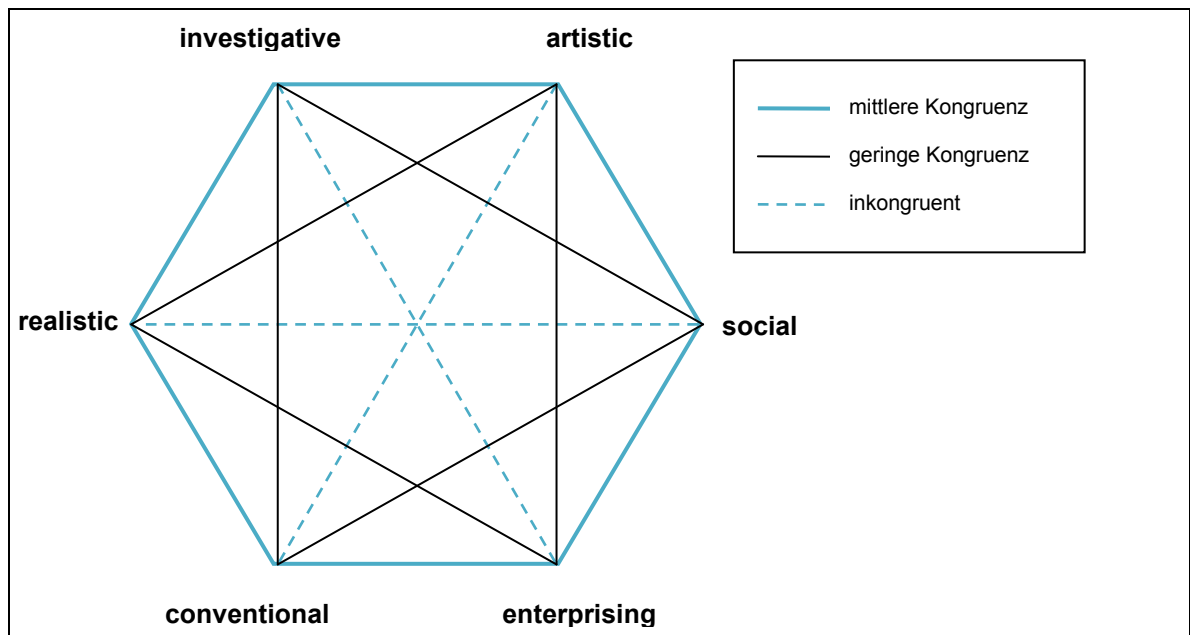 investigative
artistic
mittlere Kongruenz
geringe Kongruenz
inkongruent
realistic
social
conventional
enterprising